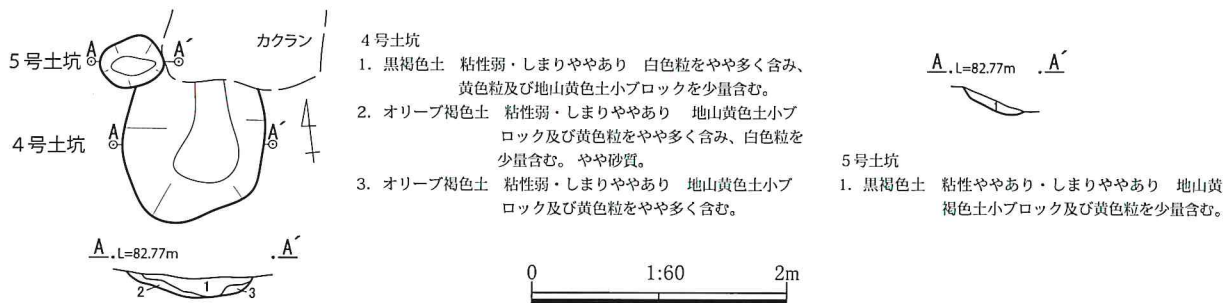 5号土坑
A
A´
カクラン
4号土坑
A
A´
A
L=82.77m
A´
1
2
3
4号土坑
1. 黒褐色土　粘性弱・しまりややあり　白色粒をやや多く含み、
黄色粒及び地山黄色土小ブロックを少量含む。
2. オリーブ褐色土　粘性弱・しまりややあり　地山黄色土小ブ
ロック及び黄色粒をやや多く含み、白色粒を
少量含む。 やや砂質。
3. オリーブ褐色土　粘性弱・しまりややあり　地山黄色土小ブ
ロック及び黄色粒をやや多く含む。
0 1:60 2m
A
L=82.77m
A´
1
5号土坑
1. 黒褐色土　粘性ややあり・しまりややあり　地山黄
褐色土小ブロック及び黄色粒を少量含む。